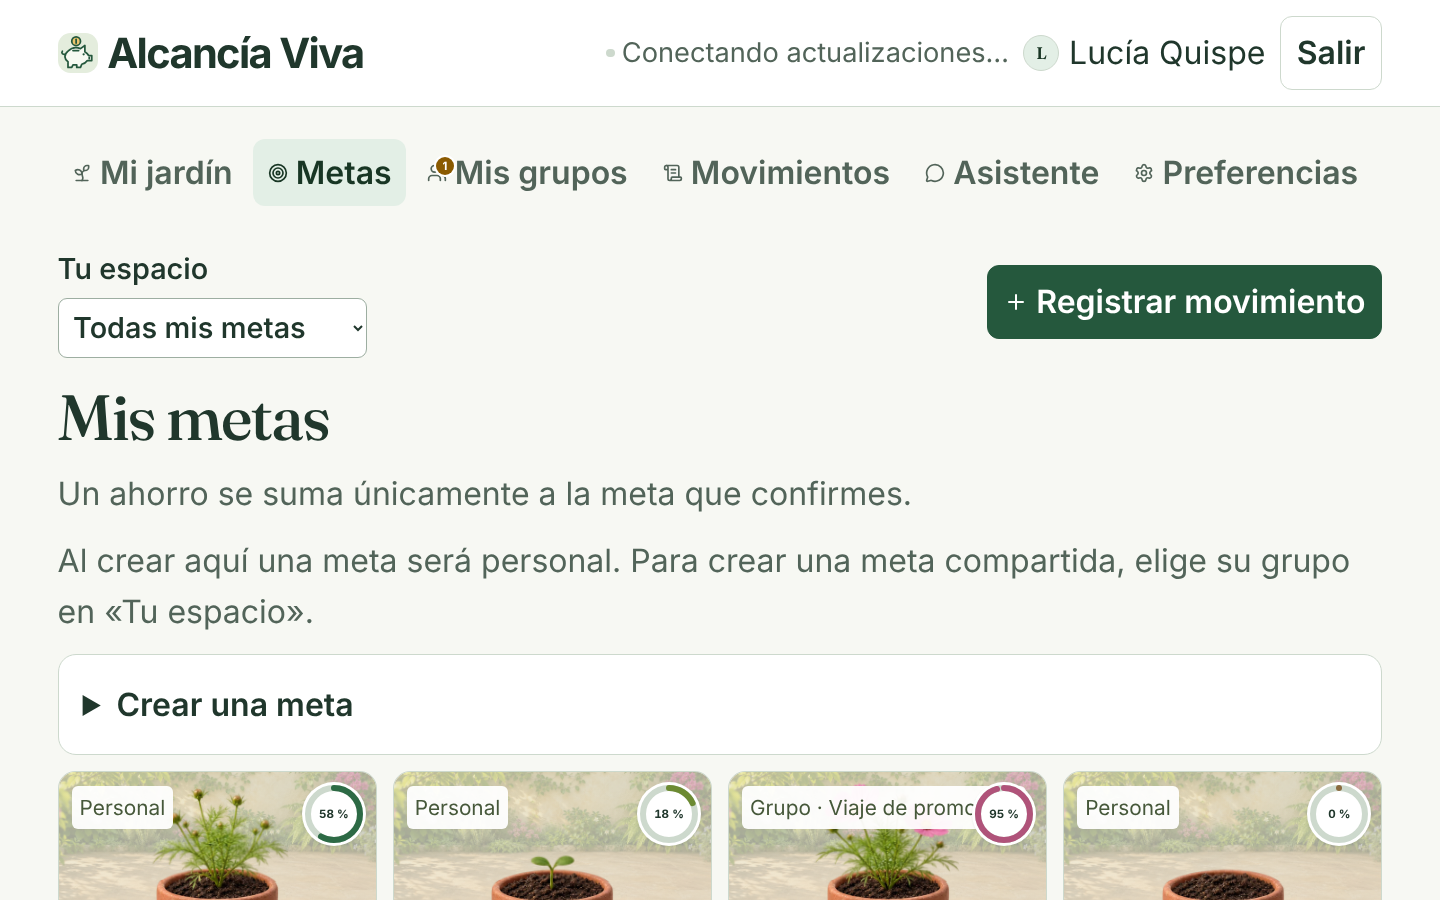 Alcancía Viva
Conectando actualizaciones...
L
Lucía Quispe
Salir
Mi jardín
Metas
1
Mis grupos
Movimientos
Asistente
Preferencias
Tu espacio
Todas mis metas
+ Registrar movimiento
Mis metas
Un ahorro se suma únicamente a la meta que confirmes.
Al crear aquí una meta será personal. Para crear una meta compartida, elige su grupo
en «Tu espacio».
Crear una meta
Personal
58 %
Personal
18 %
Grupo · Viaje de
95 %
Personal
0 %